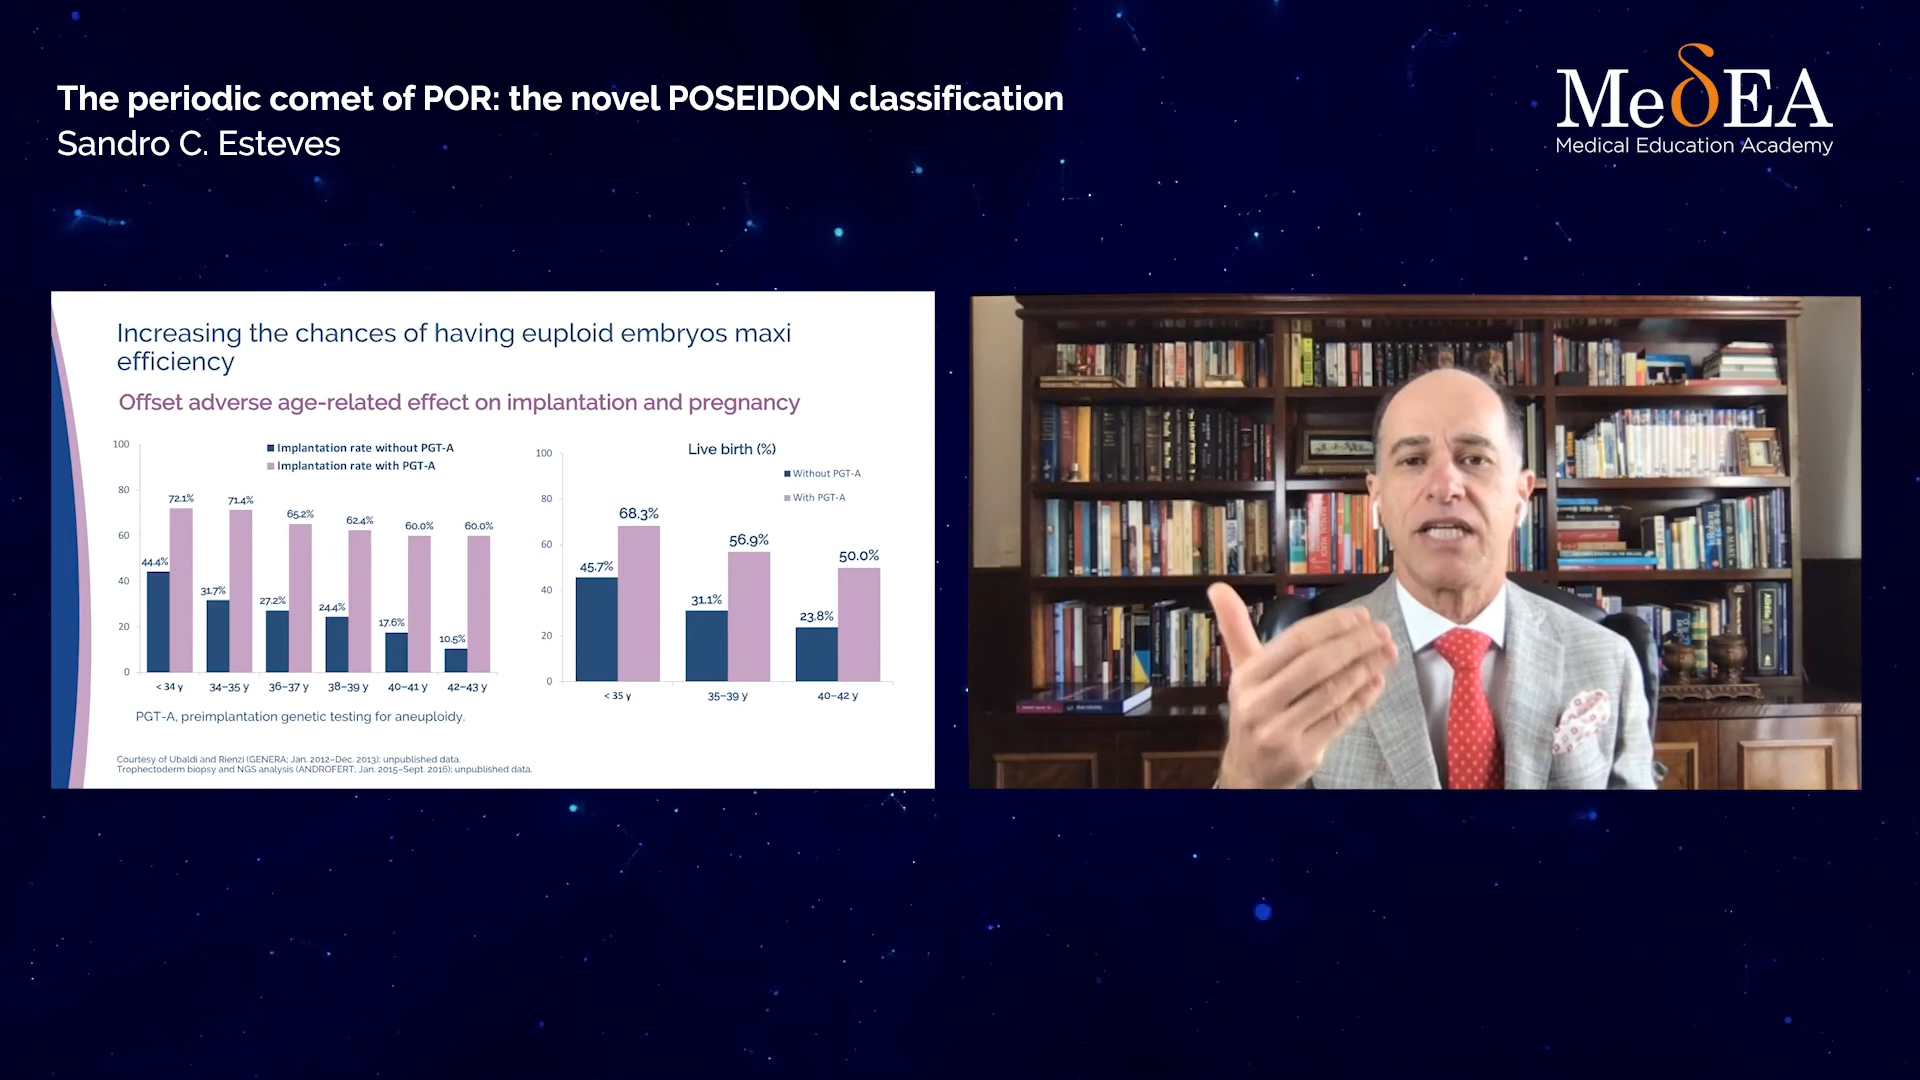 The periodic comet of POR: the novel POSEIDON classification
Sandro C. Esteves
MeδEA
Medical Education Academy
Increasing the chances of having euploid embryos maxi
efficiency
Offset adverse age-related effect on implantation and pregnancy
Implantation rate without PGT-A
Implantation rate with PGT-A
100
80
60
40
20
0
44.4%
72.1%
31.7%
71.4%
27.2%
65.2%
24.4%
62.4%
17.6%
60.0%
10.5%
60.0%
< 34 y
34–35 y
36–37 y
38–39 y
40–41 y
42–43 y
PGT-A, preimplantation genetic testing for aneuploidy.
Live birth (%)
Without PGT-A
With PGT-A
100
80
60
40
20
0
45.7%
68.3%
31.1%
56.9%
23.8%
50.0%
< 35 y
35–39 y
40–42 y
Courtesy of Ubaldi and Rienzi (GENERA; Jan. 2012–Dec. 2013); unpublished data.
Trophectoderm biopsy and NGS analysis (ANDROFERT; Jan. 2015–Sept. 2016); unpublished data.